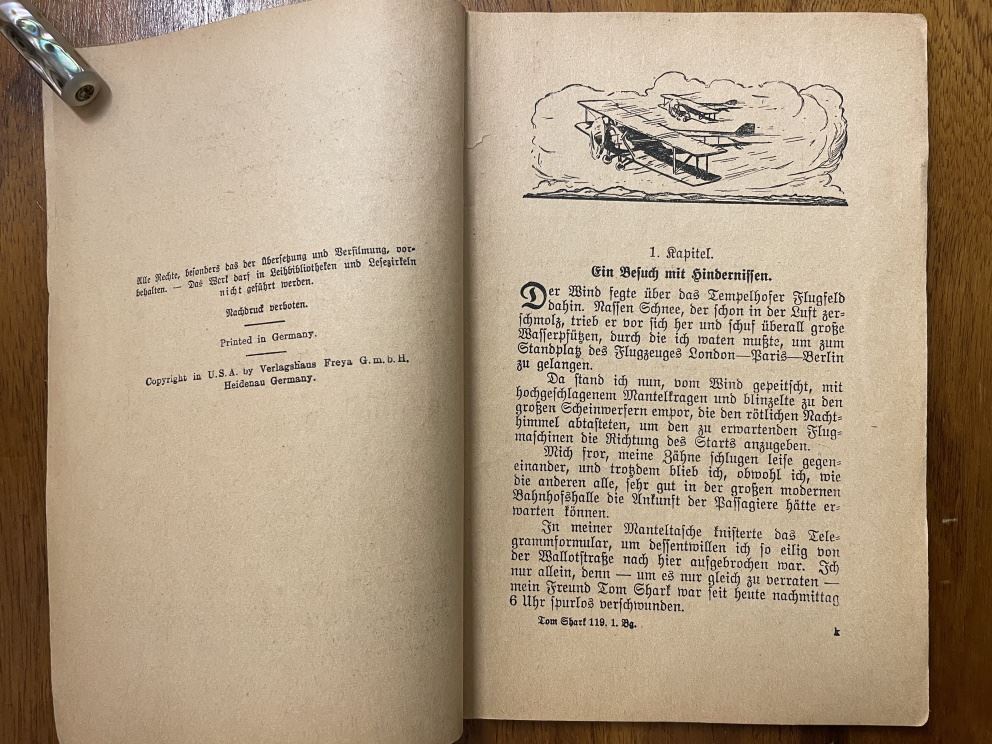 Alle Rechte, besonders das der Übersetzung und Verfilmung, vor-
behalten. — Das Werk darf in Leihbibliotheken und Lesezirkeln
nicht geführt werden.
Nachdruck verboten.
Printed in Germany.
Copyright in U.S.A. by Verlagshaus Freya G.m.b.H,
Heidenau Germany.
1. Kapitel.
Ein Besuch mit Hindernissen.
Der Wind fegte über das Tempelhofer Flugfeld
dahin. Nassen Schnee, der schon in der Luft zer-
schmolz, trieb er vor sich her und schuf überall große
Wasserpfützen, durch die ich waten mußte, um zum
Standplatz des Flugzeuges London—Paris—Berlin
zu gelangen.
Da stand ich nun, vom Wind gepeitscht, mit
hochgeschlagenem Mantelkragen und blinzelte zu den
großen Scheinwerfern empor, die den rötlichen Nacht-
himmel abtasteten, um den zu erwartenden Flug-
maschinen die Richtung des Starts anzugeben.
Mich fror, meine Zähne schlugen leise gegen-
einander, und trotzdem blieb ich, obwohl ich, wie
die anderen alle, sehr gut in der großen modernen
Bahnhofshalle die Ankunft der Passagiere hätte er-
warten können.
In meiner Manteltasche knisterte das Tele-
grammformular, um dessentwillen ich so eilig von
der Wallotstraße nach hier aufgebrochen war. Ich
nur allein, denn — um es nur gleich zu verraten —
mein Freund Tom Shark war seit heute nachmittag
6 Uhr spurlos verschwunden.
Tom Shark 119. 1. Bg.
k